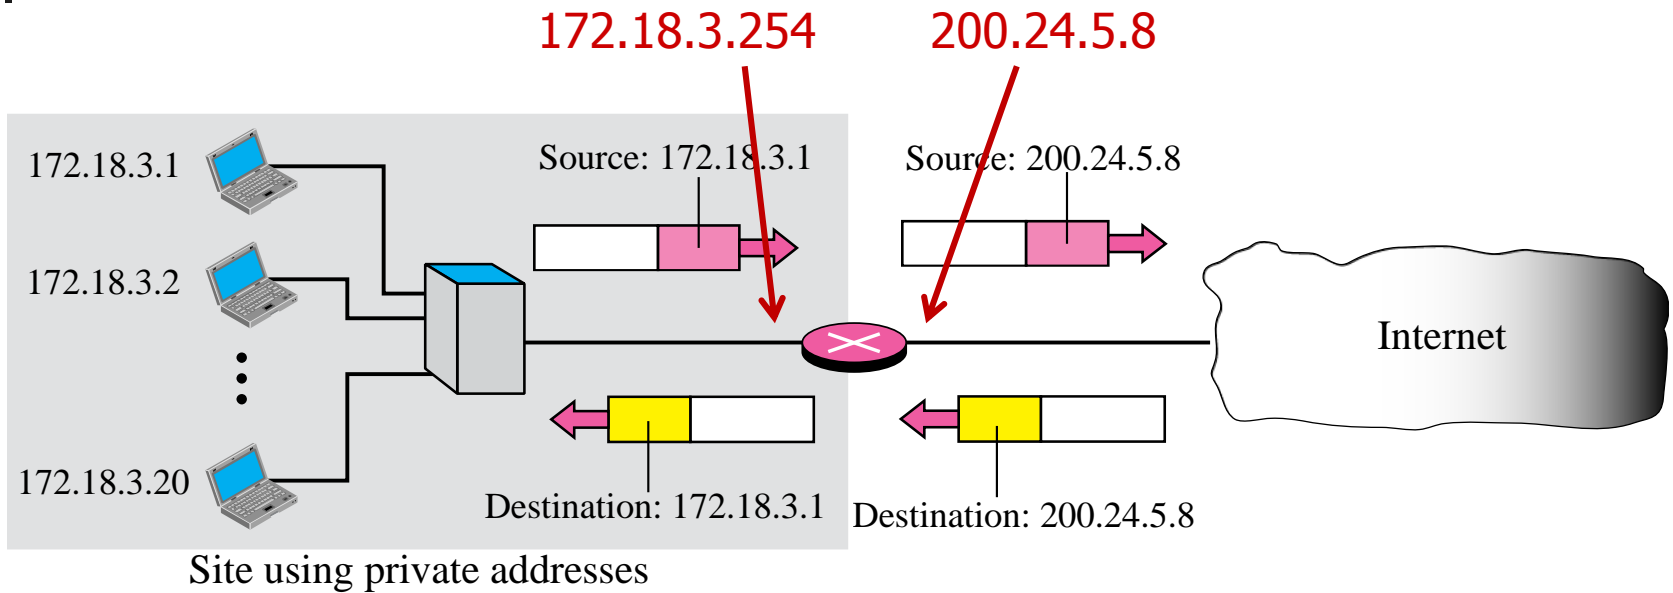 172.18.3.254
200.24.5.8
172.18.3.1
Source: 172.18.3.1
Source: 200.24.5.8
172.18.3.2
Internet
172.18.3.20
Destination: 172.18.3.1
Destination: 200.24.5.8
Site using private addresses